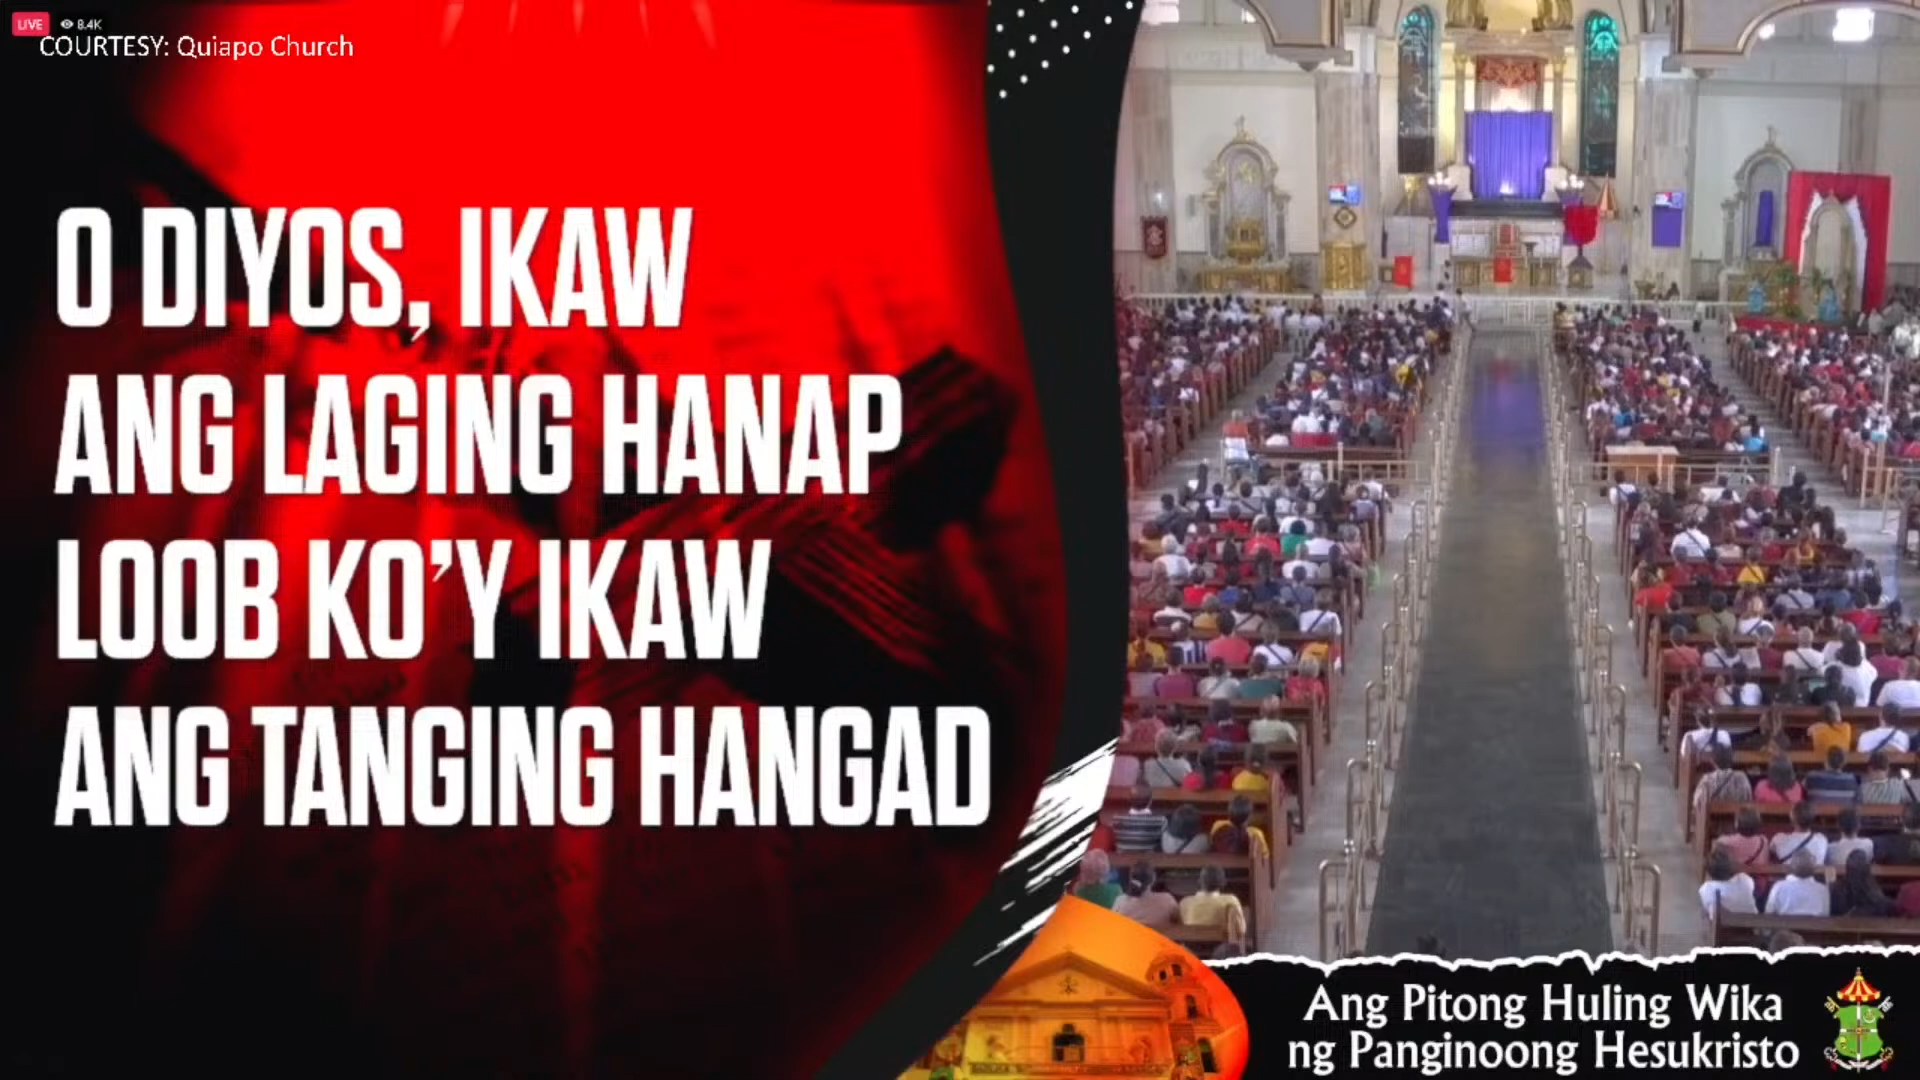 LIVE 8.4K
COURTESY: Quiapo Church
O DIYOS, IKAW
ANG LAGING HANAP
LOOB KO'Y IKAW
ANG TANGING HANGAD
Ang Pitong Huling Wika
ng Panginoong Hesukristo